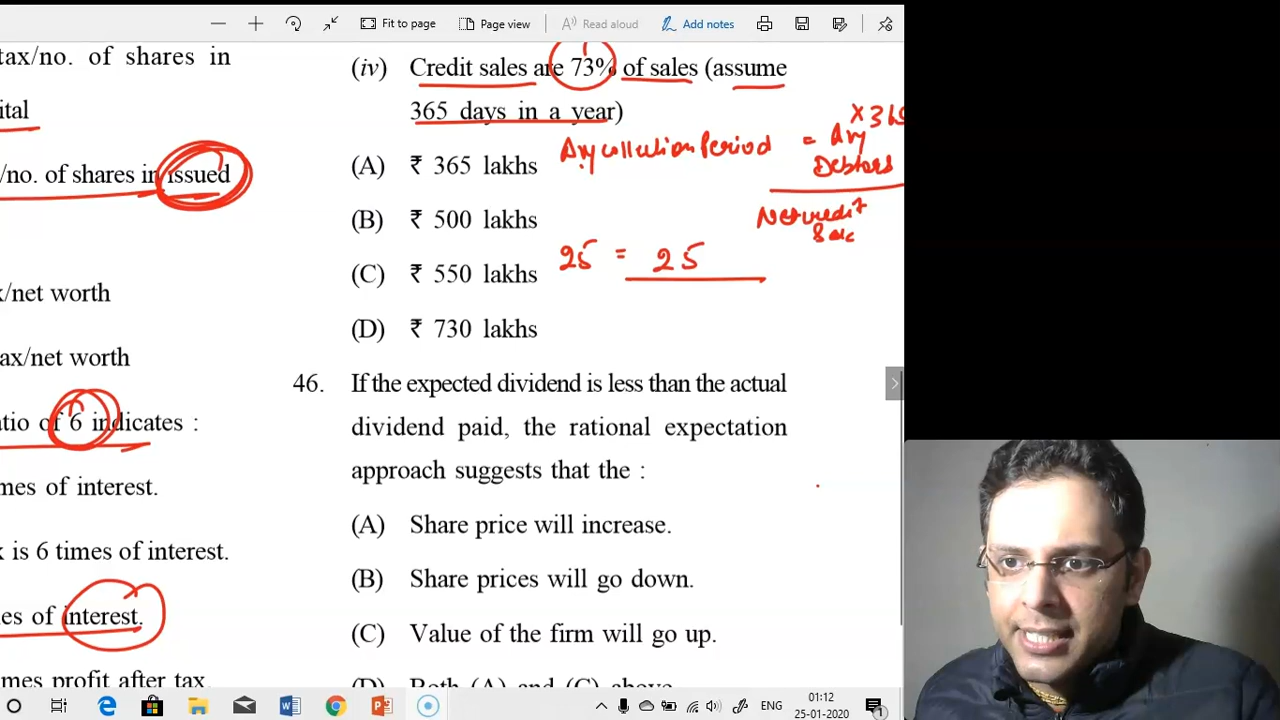 Fit to page
Page view
Read aloud
Add notes
tax/no. of shares in
ital
/no. of shares in issued
x/net worth
ax/net worth
atio of 6 indicates :
mes of interest.
x is 6 times of interest.
es of interest.
mes profit after tax
(iv) Credit sales are 73% of sales (assume
365 days in a year)
(A) ₹ 365 lakhs
(B) ₹ 500 lakhs
(C) ₹ 550 lakhs
(D) ₹ 730 lakhs
Avg collection Period = Avg Debtors × 365
Net credit
25 = 25
46. If the expected dividend is less than the actual
dividend paid, the rational expectation
approach suggests that the :
(A) Share price will increase.
(B) Share prices will go down.
(C) Value of the firm will go up.
(D) Both (A) and (C) above
ENG
01:12
25-01-2020